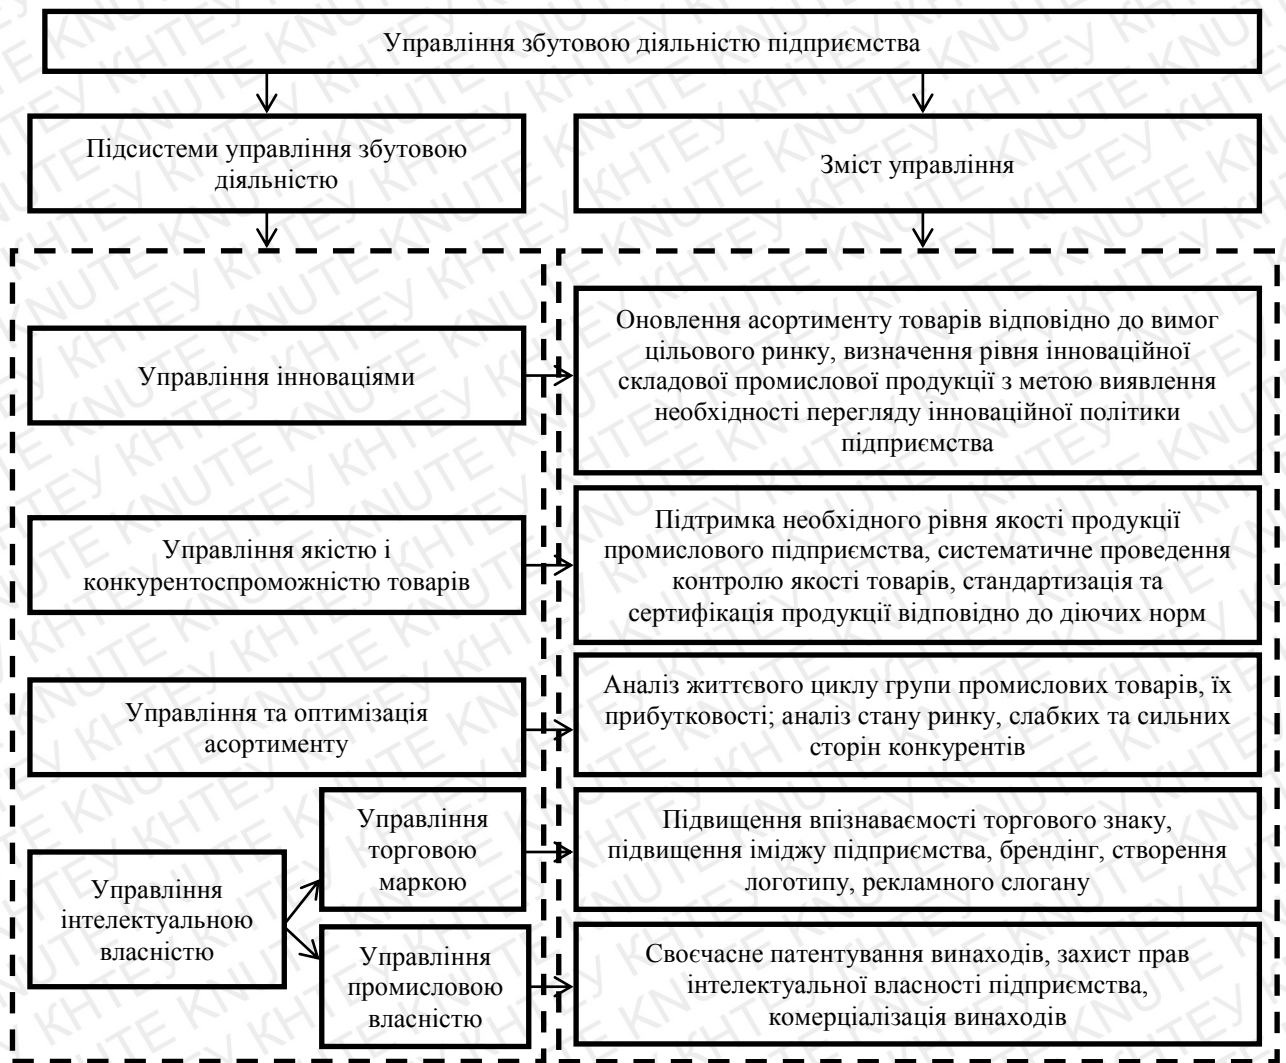 Управління збутовою діяльністю підприємства
Підсистеми управління збутовою
діяльністю
Зміст управління
Управління інноваціями
Оновлення асортименту товарів відповідно до вимог
цільового ринку, визначення рівня інноваційної
складової промислової продукції з метою виявлення
необхідності перегляду інноваційної політики
підприємства
Управління якістю і
конкурентоспроможністю товарів
Підтримка необхідного рівня якості продукції
промислового підприємства, систематичне проведення
контролю якості товарів, стандартизація та
сертифікація продукції відповідно до діючих норм
Управління та оптимізація
асортименту
Аналіз життєвого циклу групи промислових товарів, їх
прибутковості; аналіз стану ринку, слабких та сильних
сторін конкурентів
Управління
інтелектуальною
власністю
Управління
торговою
маркою
Підвищення впізнаваємості торгового знаку,
підвищення іміджу підприємства, брендінг, створення
логотипу, рекламного слогану
Управління
промисловою
власністю
Своєчасне патентування винаходів, захист прав
інтелектуальної власності підприємства,
комерціалізація винаходів